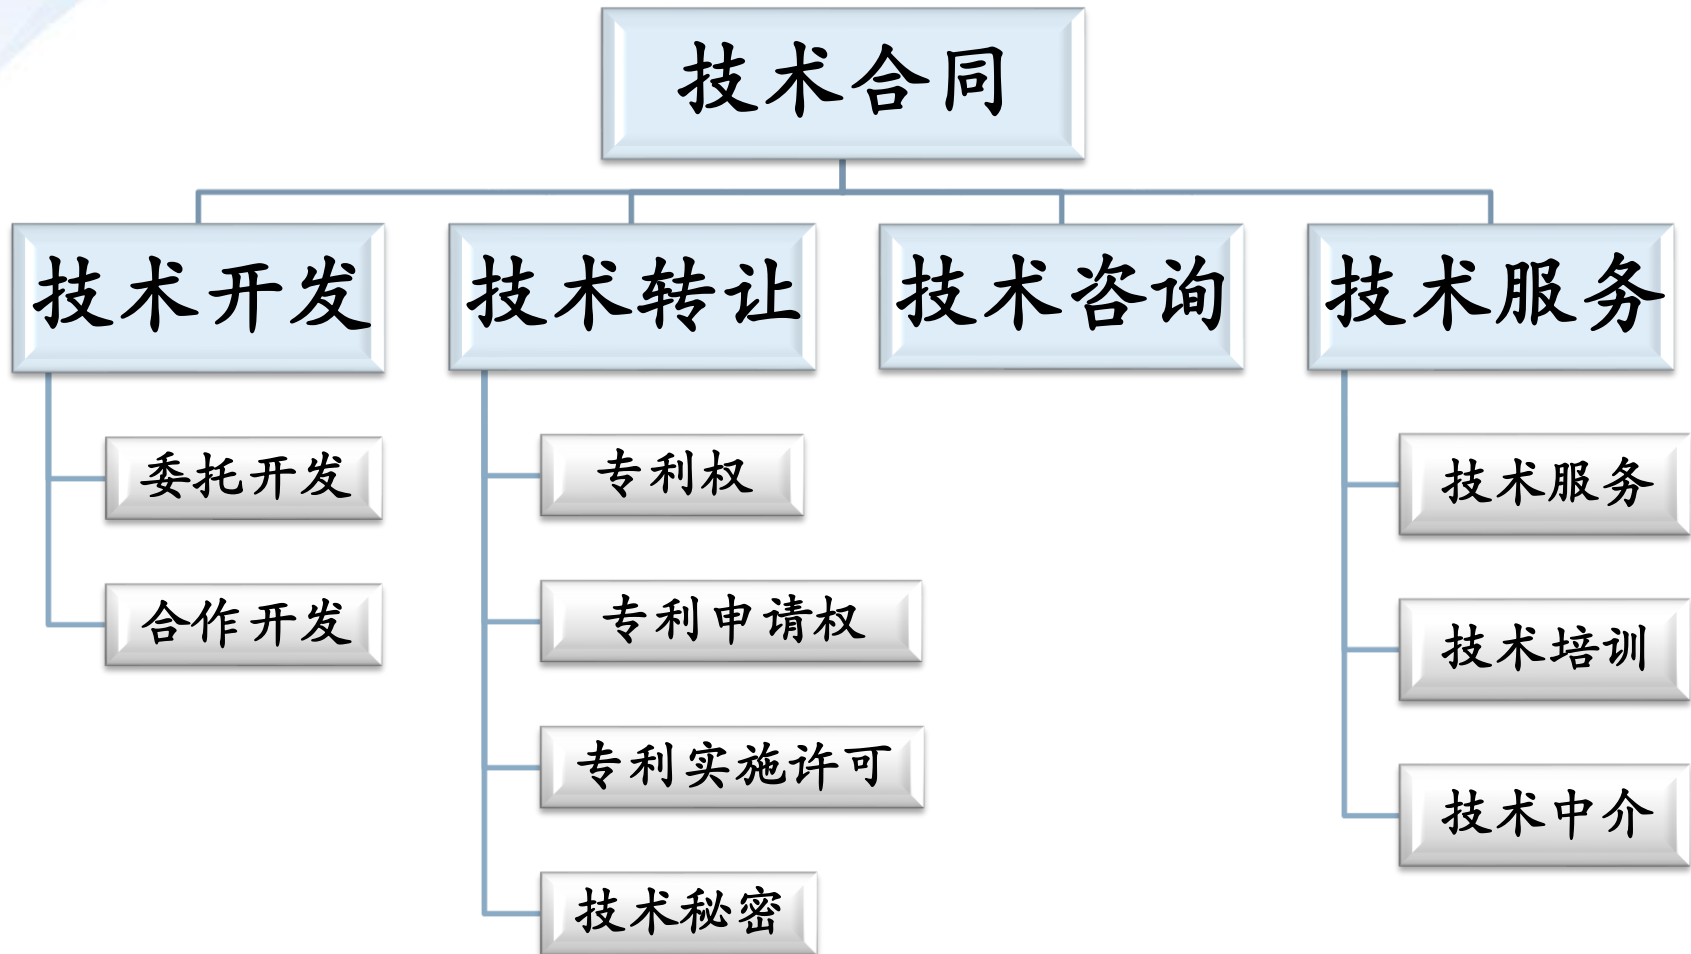 技术合同
技术开发
技术转让
技术咨询
技术服务
委托开发
合作开发
专利权
专利申请权
专利实施许可
技术秘密
技术服务
技术培训
技术中介